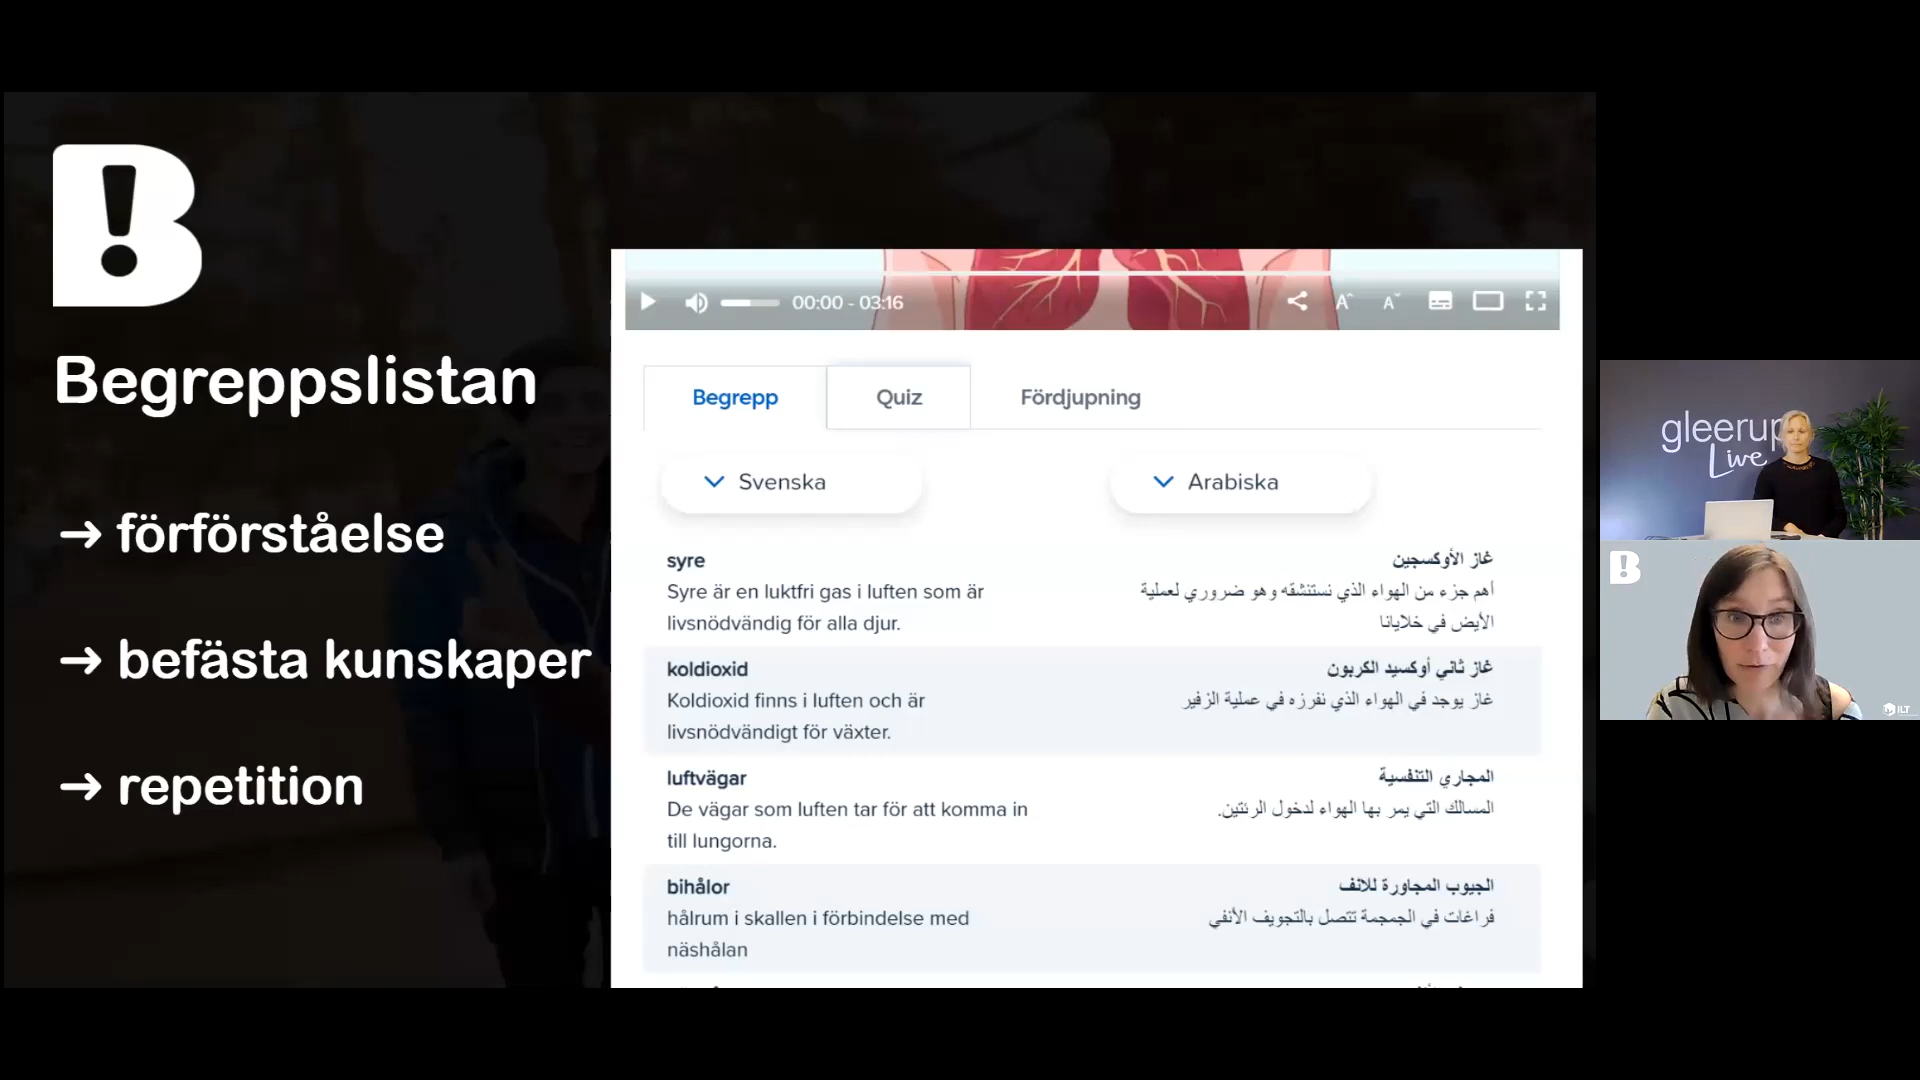 B!
Begreppslistan
→ förförståelse
→ befästa kunskaper
→ repetition
00:00 - 03:16
Begrepp
Quiz
Fördjupning
Svenska
Arabiska
syre
Syre är en luktfri gas i luften som är
livsnödvändig för alla djur.
غاز الأوكسجين
أهم جزء من الهواء الذي نستنشقه وهو ضروري لعملية
الأيض في خلايانا
koldioxid
Koldioxid finns i luften och är
livsnödvändigt för växter.
غاز ثاني أوكسيد الكربون
غاز يوجد في الهواء الذي نفرزه في عملية الزفير
luftvägar
De vägar som luften tar för att komma in
till lungorna.
المجاري التنفسية
المسالك التي يمر بها الهواء لدخول الرئتين.
bihålor
hålrum i skallen i förbindelse med
näshålan
الجيوب المجاورة للانف
فراغات في الجمجمة تتصل بالتجويف الأنفي
gleerup
Live
B!
ILT